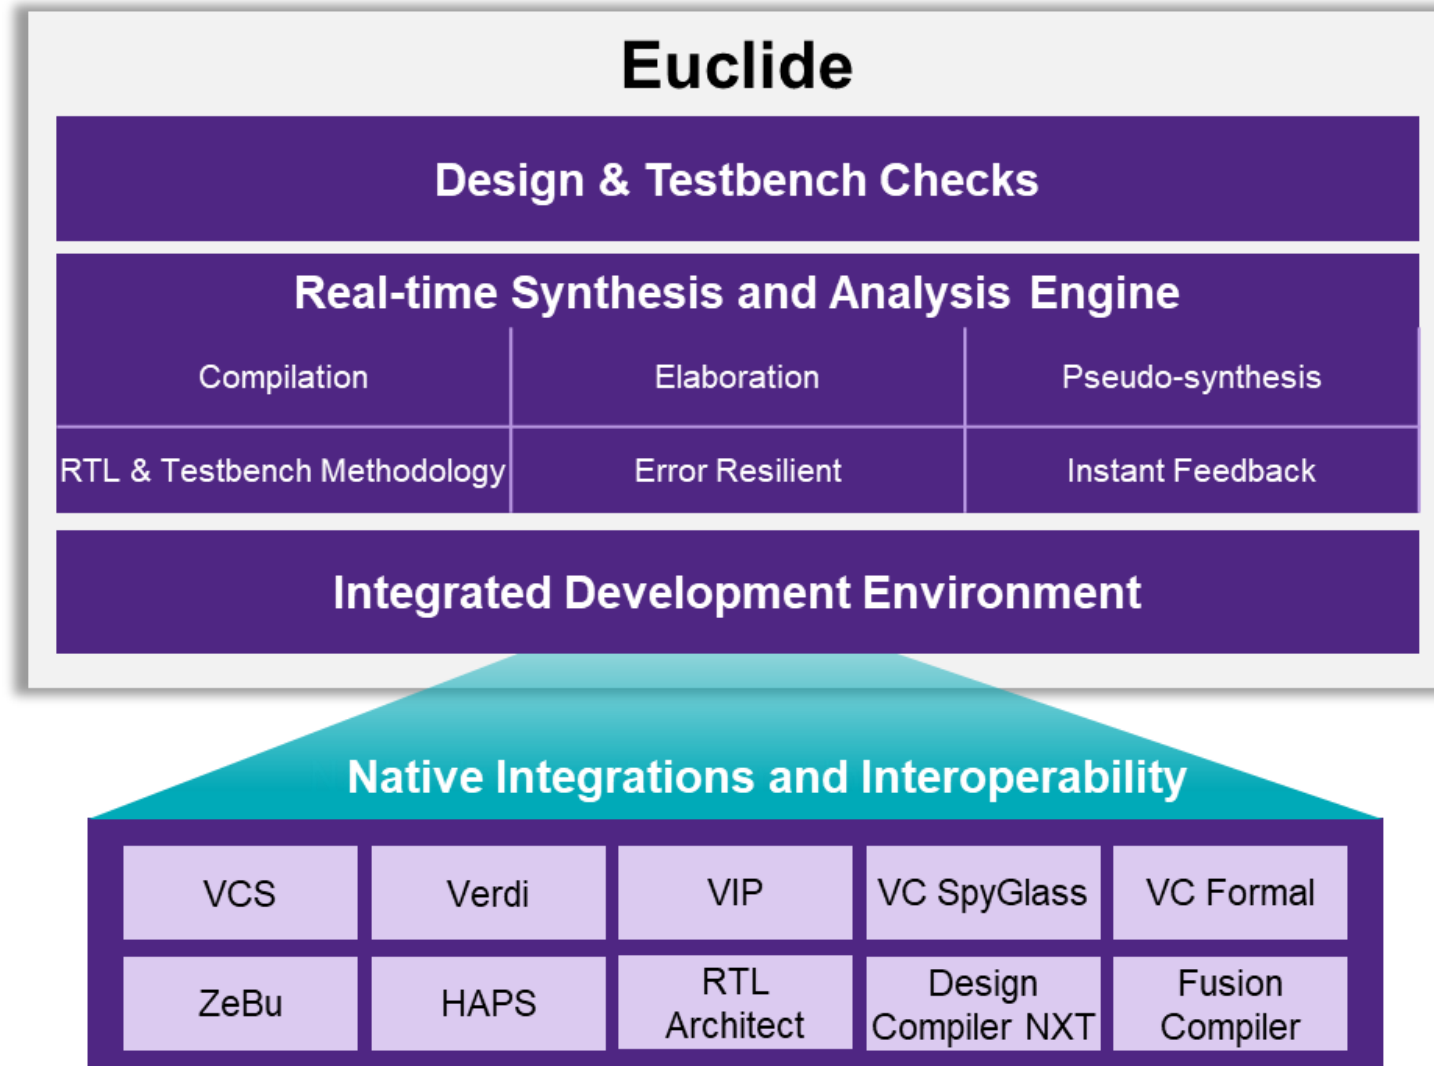 Euclide
Design & Testbench Checks
Real-time Synthesis and Analysis Engine
Compilation
Elaboration
Pseudo-synthesis
RTL & Testbench Methodology
Error Resilient
Instant Feedback
Integrated Development Environment
Native Integrations and Interoperability
VCS
Verdi
VIP
VC SpyGlass
VC Formal
ZeBu
HAPS
RTL
Architect
Design
Compiler NXT
Fusion
Compiler